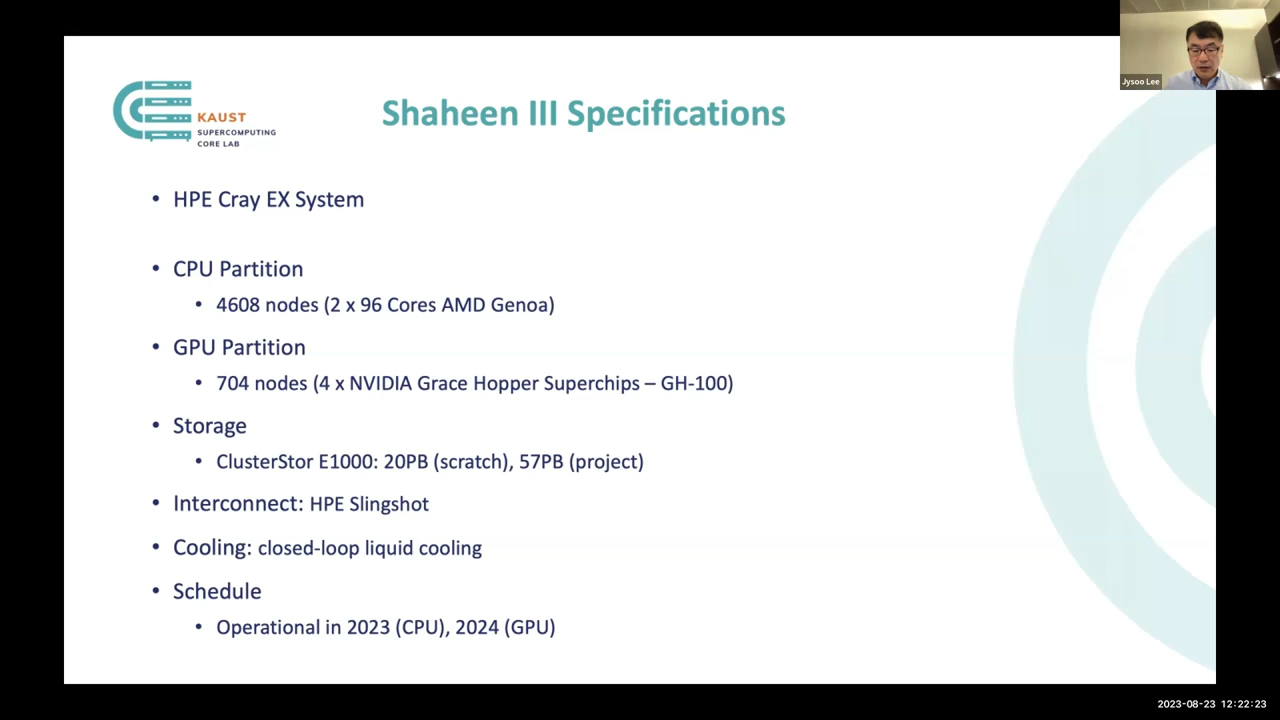 Jysoo Lee
KAUST
SUPERCOMPUTING
CORE LAB
Shaheen III Specifications
• HPE Cray EX System
• CPU Partition
• 4608 nodes (2 x 96 Cores AMD Genoa)
• GPU Partition
• 704 nodes (4 x NVIDIA Grace Hopper Superchips – GH-100)
• Storage
• ClusterStor E1000: 20PB (scratch), 57PB (project)
• Interconnect: HPE Slingshot
• Cooling: closed-loop liquid cooling
• Schedule
• Operational in 2023 (CPU), 2024 (GPU)
2023-08-23 12:22:23